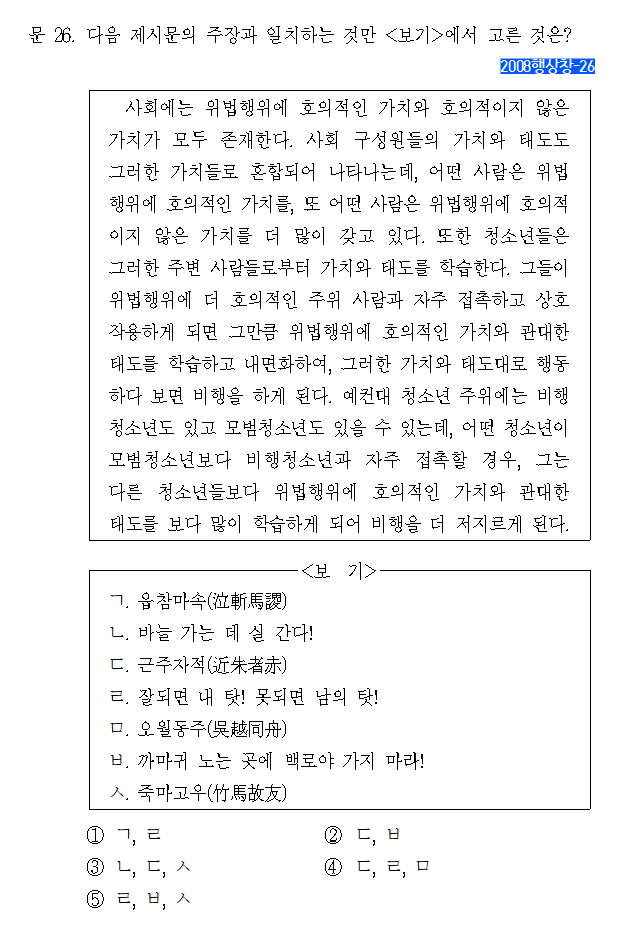 문 26. 다음 제시문의 주장과 일치하는 것만 <보기>에서 고른 것은?
2008행상창-26
사회에는 위법행위에 호의적인 가치와 호의적이지 않은
가치가 모두 존재한다. 사회 구성원들의 가치와 태도도
그러한 가치들로 혼합되어 나타나는데, 어떤 사람은 위법
행위에 호의적인 가치를, 또 어떤 사람은 위법행위에 호의적
이지 않은 가치를 더 많이 갖고 있다. 또한 청소년들은
그러한 주변 사람들로부터 가치와 태도를 학습한다. 그들이
위법행위에 더 호의적인 주위 사람과 자주 접촉하고 상호
작용하게 되면 그만큼 위법행위에 호의적인 가치와 관대한
태도를 학습하고 내면화하여, 그러한 가치와 태도대로 행동
하다 보면 비행을 하게 된다. 예컨대 청소년 주위에는 비행
청소년도 있고 모범청소년도 있을 수 있는데, 어떤 청소년이
모범청소년보다 비행청소년과 자주 접촉할 경우, 그는
다른 청소년들보다 위법행위에 호의적인 가치와 관대한
태도를 보다 많이 학습하게 되어 비행을 더 저지르게 된다.
<보 기>
ㄱ. 읍참마속(泣斬馬謖)
ㄴ. 바늘 가는 데 실 간다!
ㄷ. 근주자적(近朱者赤)
ㄹ. 잘되면 내 탓! 못되면 남의 탓!
ㅁ. 오월동주(吳越同舟)
ㅂ. 까마귀 노는 곳에 백로야 가지 마라!
ㅅ. 죽마고우(竹馬故友)
① ㄱ, ㄹ
② ㄷ, ㅂ
③ ㄴ, ㄷ, ㅅ
④ ㄷ, ㄹ, ㅁ
⑤ ㄹ, ㅂ, ㅅ